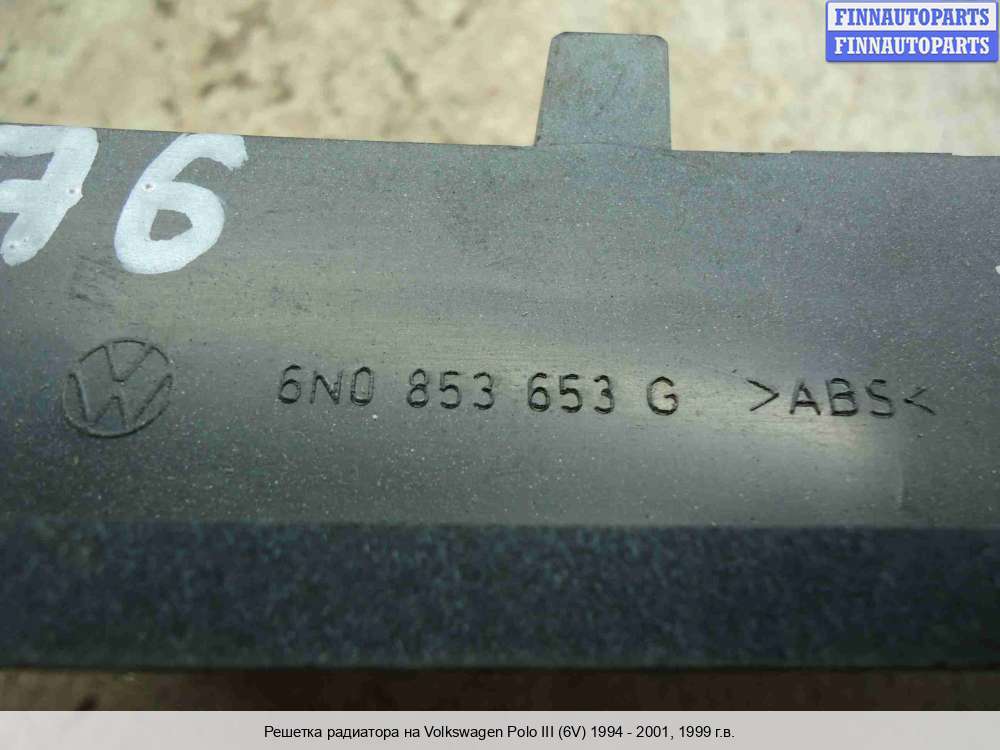 FINNAUTOPARTS
FINNAUTOPARTS
76
6N0 853 653 G >ABS<
Решетка радиатора на Volkswagen Polo III (6V) 1994 - 2001, 1999 г.в.